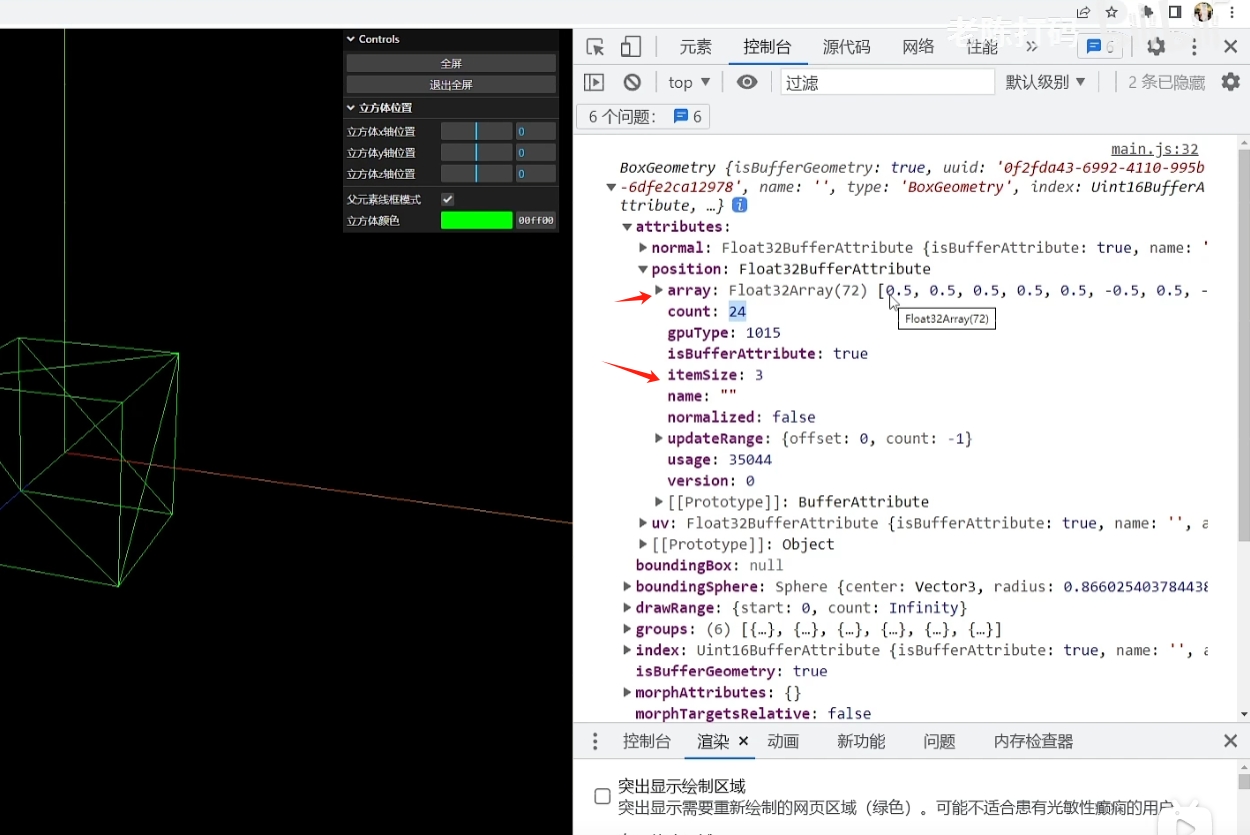 Controls
全屏
退出全屏
立方体位置
立方体x轴位置 0
立方体y轴位置 0
立方体z轴位置 0
父元素线框模式
立方体颜色 00ff00
老陈打码
元素 控制台 源代码 网络 性能 » 6
top ▼ 过滤 默认级别 ▼ 2 条已隐藏
6 个问题: 6
main.js:32
BoxGeometry {isBufferGeometry: true, uuid: '0f2fda43-6992-4110-995b
-6dfe2ca12978', name: '', type: 'BoxGeometry', index: Uint16BufferA
ttribute, …} i
attributes:
normal: Float32BufferAttribute {isBufferAttribute: true, name: '
position: Float32BufferAttribute
array: Float32Array(72) [0.5, 0.5, 0.5, 0.5, 0.5, -0.5, 0.5, -
count: 24
Float32Array(72)
gpuType: 1015
isBufferAttribute: true
itemSize: 3
name: ""
normalized: false
updateRange: {offset: 0, count: -1}
usage: 35044
version: 0
[[Prototype]]: BufferAttribute
uv: Float32BufferAttribute {isBufferAttribute: true, name: '', a
[[Prototype]]: Object
boundingBox: null
boundingSphere: Sphere {center: Vector3, radius: 0.866025403784438
drawRange: {start: 0, count: Infinity}
groups: (6) [{…}, {…}, {…}, {…}, {…}, {…}]
index: Uint16BufferAttribute {isBufferAttribute: true, name: '', a
isBufferGeometry: true
morphAttributes: {}
morphTargetsRelative: false
控制台 渲染 × 动画 新功能 问题 内存检查器
突出显示绘制区域
突出显示需要重新绘制的网页区域（绿色）。可能不适合患有光敏性癫痫的用户